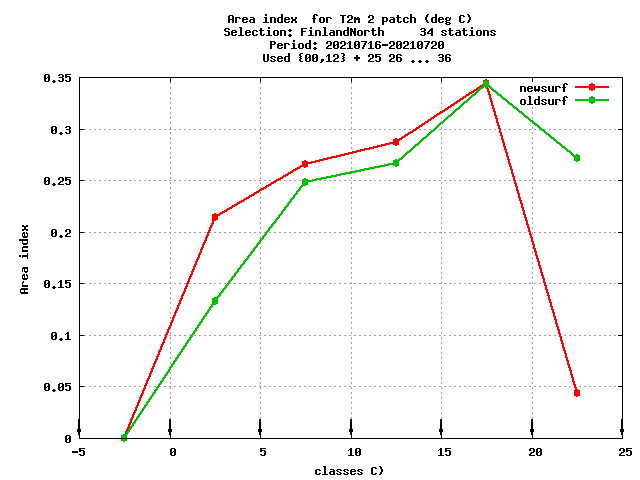 Area index  for T2m 2 patch (deg C)
Selection: FinlandNorth     34 stations
Period: 20210716-20210720
Used {00,12} + 25 26 ... 36
newsurf
oldsurf
0.35
0.3
0.25
0.2
0.15
0.1
0.05
0
Area index
-5 0 5 10 15 20 25
classes C)